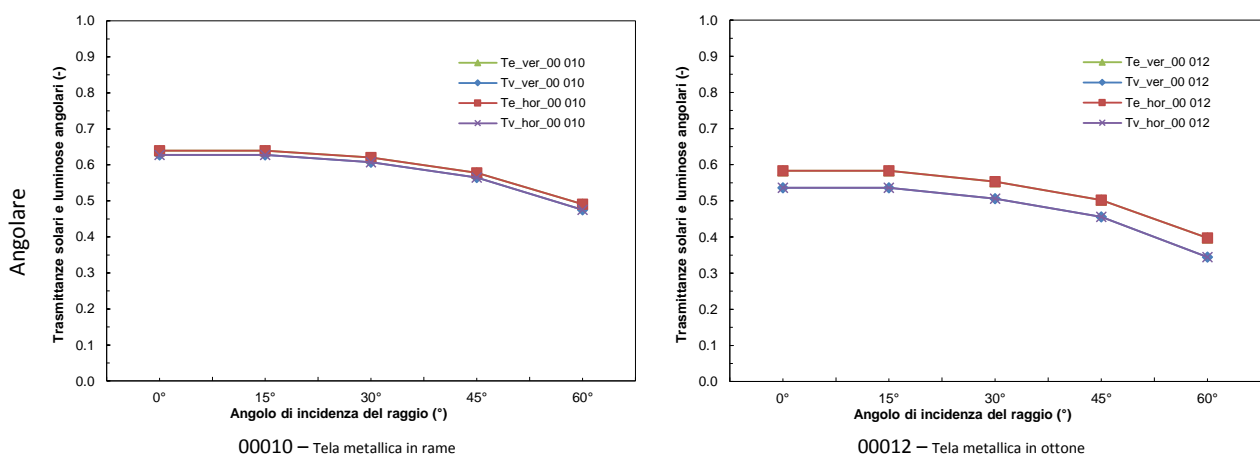 Angolare
Trasmittanze solari e luminose angolari (-)
1.0
0.9
0.8
0.7
0.6
0.5
0.4
0.3
0.2
0.1
0.0
Te_ver_00 010
Tv_ver_00 010
Te_hor_00 010
Tv_hor_00 010
0° 15° 30° 45° 60°
Angolo di incidenza del raggio (°)
00010 – Tela metallica in rame
Trasmittanze solari e luminose angolari (-)
1.0
0.9
0.8
0.7
0.6
0.5
0.4
0.3
0.2
0.1
0.0
Te_ver_00 012
Tv_ver_00 012
Te_hor_00 012
Tv_hor_00 012
0° 15° 30° 45° 60°
Angolo di incidenza del raggio (°)
00012 – Tela metallica in ottone